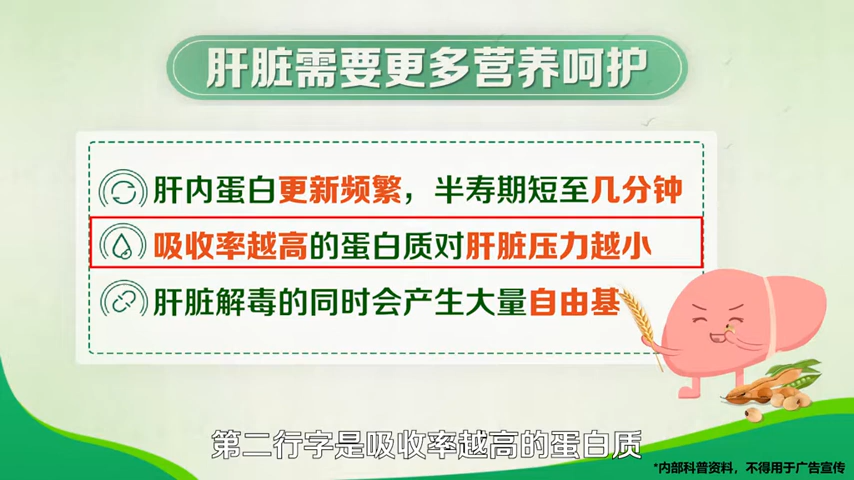 肝脏需要更多营养呵护
肝内蛋白更新频繁，半寿期短至几分钟
吸收率越高的蛋白质对肝脏压力越小
肝脏解毒的同时会产生大量自由基
第二行字是吸收率越高的蛋白质
*内部科普资料，不得用于广告宣传